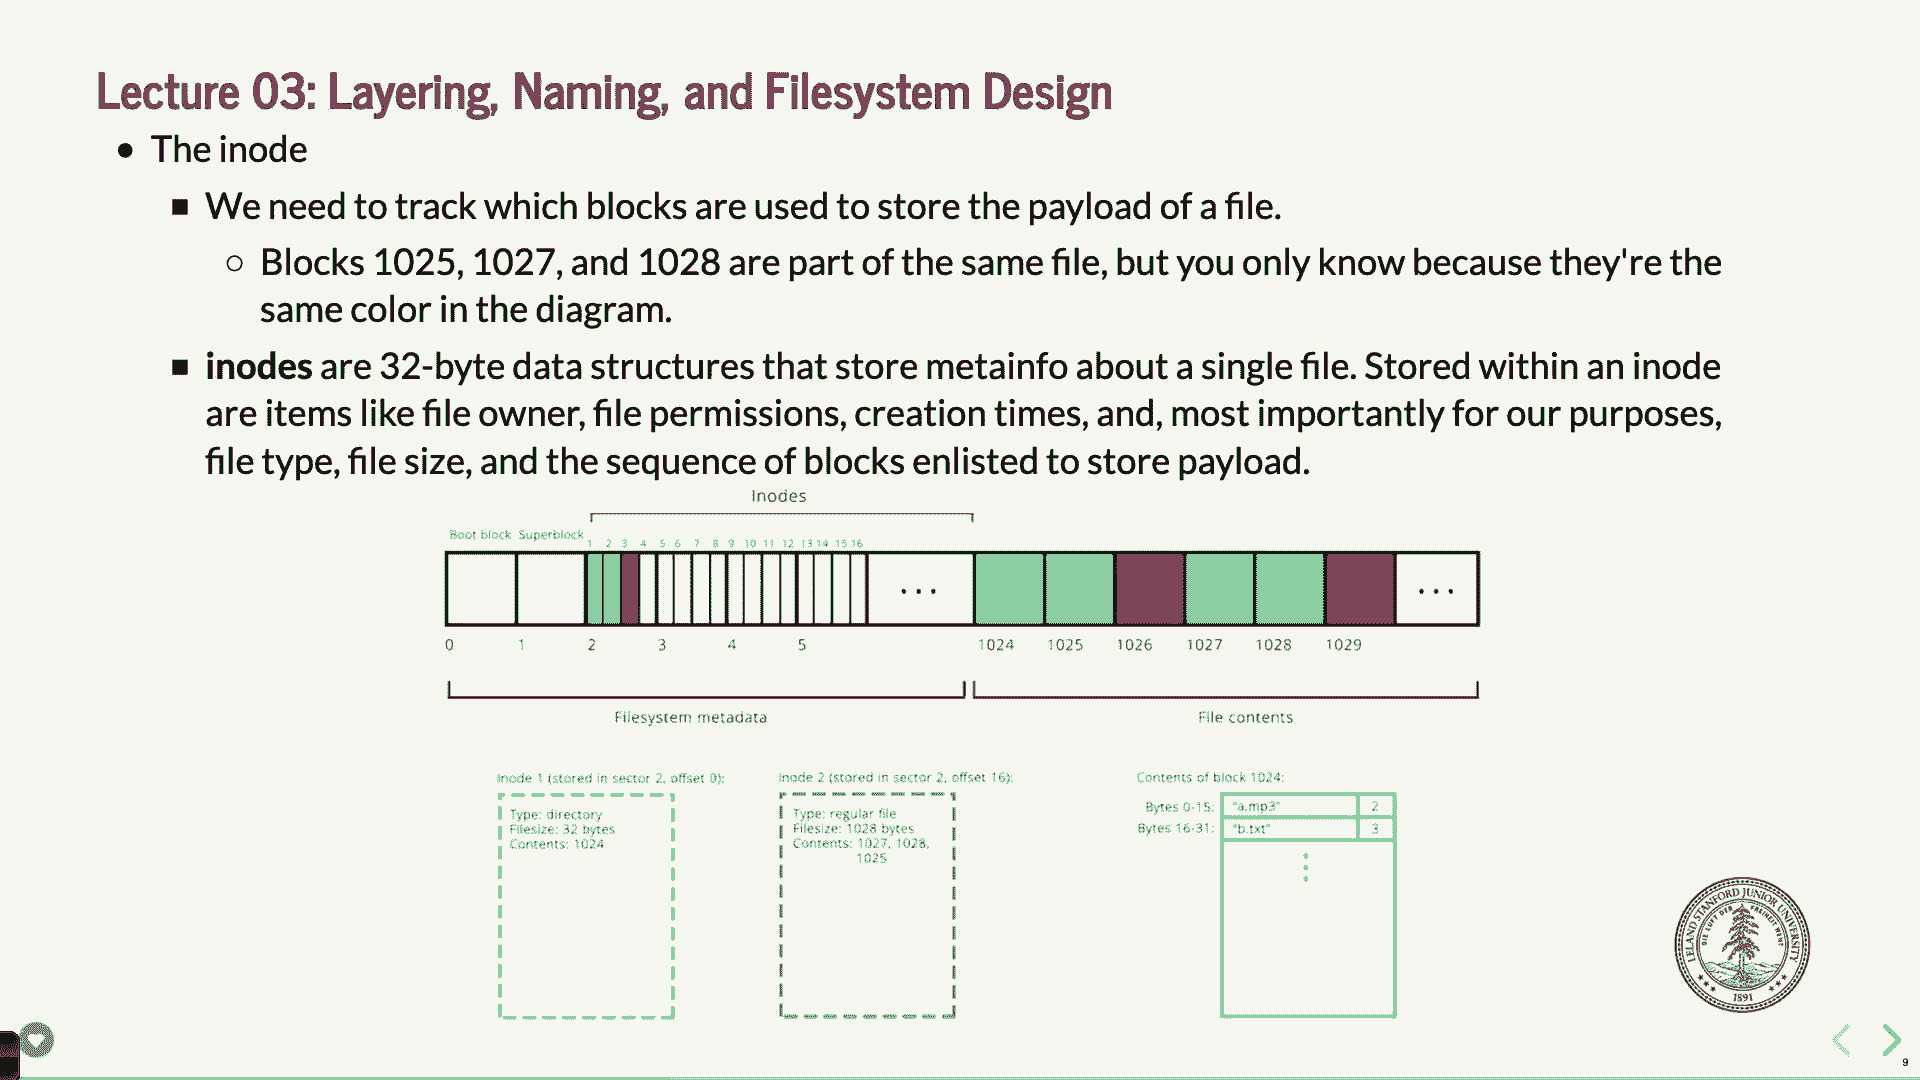 Lecture 03: Layering, Naming, and Filesystem Design
The inode
We need to track which blocks are used to store the payload of a file.
Blocks 1025, 1027, and 1028 are part of the same file, but you only know because they're the
same color in the diagram.
inodes are 32-byte data structures that store metainfo about a single file. Stored within an inode
are items like file owner, file permissions, creation times, and, most importantly for our purposes,
file type, file size, and the sequence of blocks enlisted to store payload.
Inodes
Boot block Superblock
1 2 3 4 5 6 7 8 9 10 11 12 13 14 15 16
... ...
0 1 2 3 4 5 1024 1025 1026 1027 1028 1029
Filesystem metadata File contents
Inode 1 (stored in sector 2, offset 0):
Type: directory
Filesize: 32 bytes
Contents: 1024
Inode 2 (stored in sector 2, offset 16):
Type: regular file
Filesize: 1028 bytes
Contents: 1027, 1028,
1025
Contents of block 1024:
Bytes 0-15: "a.mp3" 2
Bytes 16-31: "b.txt" 3
LELAND STANFORD JUNIOR UNIVERSITY
DIE LUFT DER FREIHEIT WEHT
1891
9